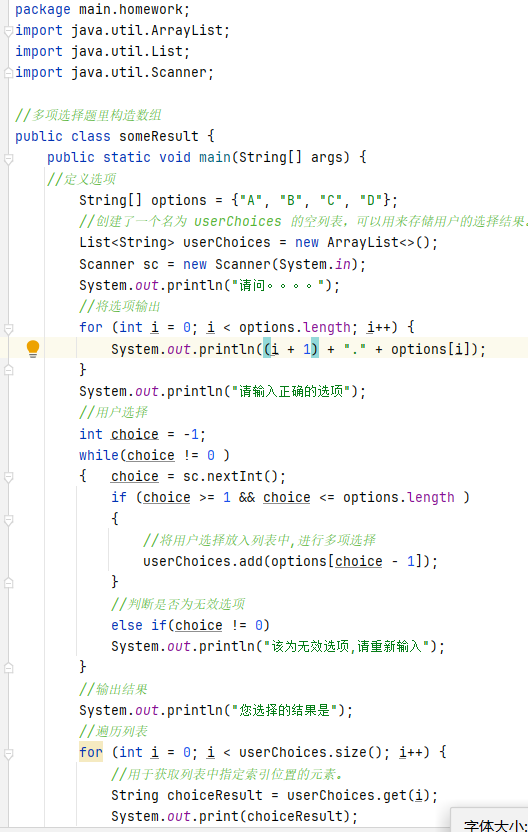 package main.homework;
import java.util.ArrayList;
import java.util.List;
import java.util.Scanner;
//多项选择题里构造数组
public class someResult {
public static void main(String[] args) {
//定义选项
String[] options = {"A", "B", "C", "D"};
//创建了一个名为 userChoices 的空列表，可以用来存储用户的选择结果。
List<String> userChoices = new ArrayList<>();
Scanner sc = new Scanner(System.in);
System.out.println("请问。。。。");
//将选项输出
for (int i = 0; i < options.length; i++) {
System.out.println((i + 1) + "." + options[i]);
}
System.out.println("请输入正确的选项");
//用户选择
int choice = -1;
while(choice != 0 )
{ choice = sc.nextInt();
if (choice >= 1 && choice <= options.length )
{
//将用户选择放入列表中,进行多项选择
userChoices.add(options[choice - 1]);
}
//判断是否为无效选项
else if(choice != 0)
System.out.println("该为无效选项,请重新输入");
}
//输出结果
System.out.println("您选择的结果是");
//遍历列表
for (int i = 0; i < userChoices.size(); i++) {
//用于获取列表中指定索引位置的元素。
String choiceResult = userChoices.get(i);
System.out.print(choiceResult);
字体大小: